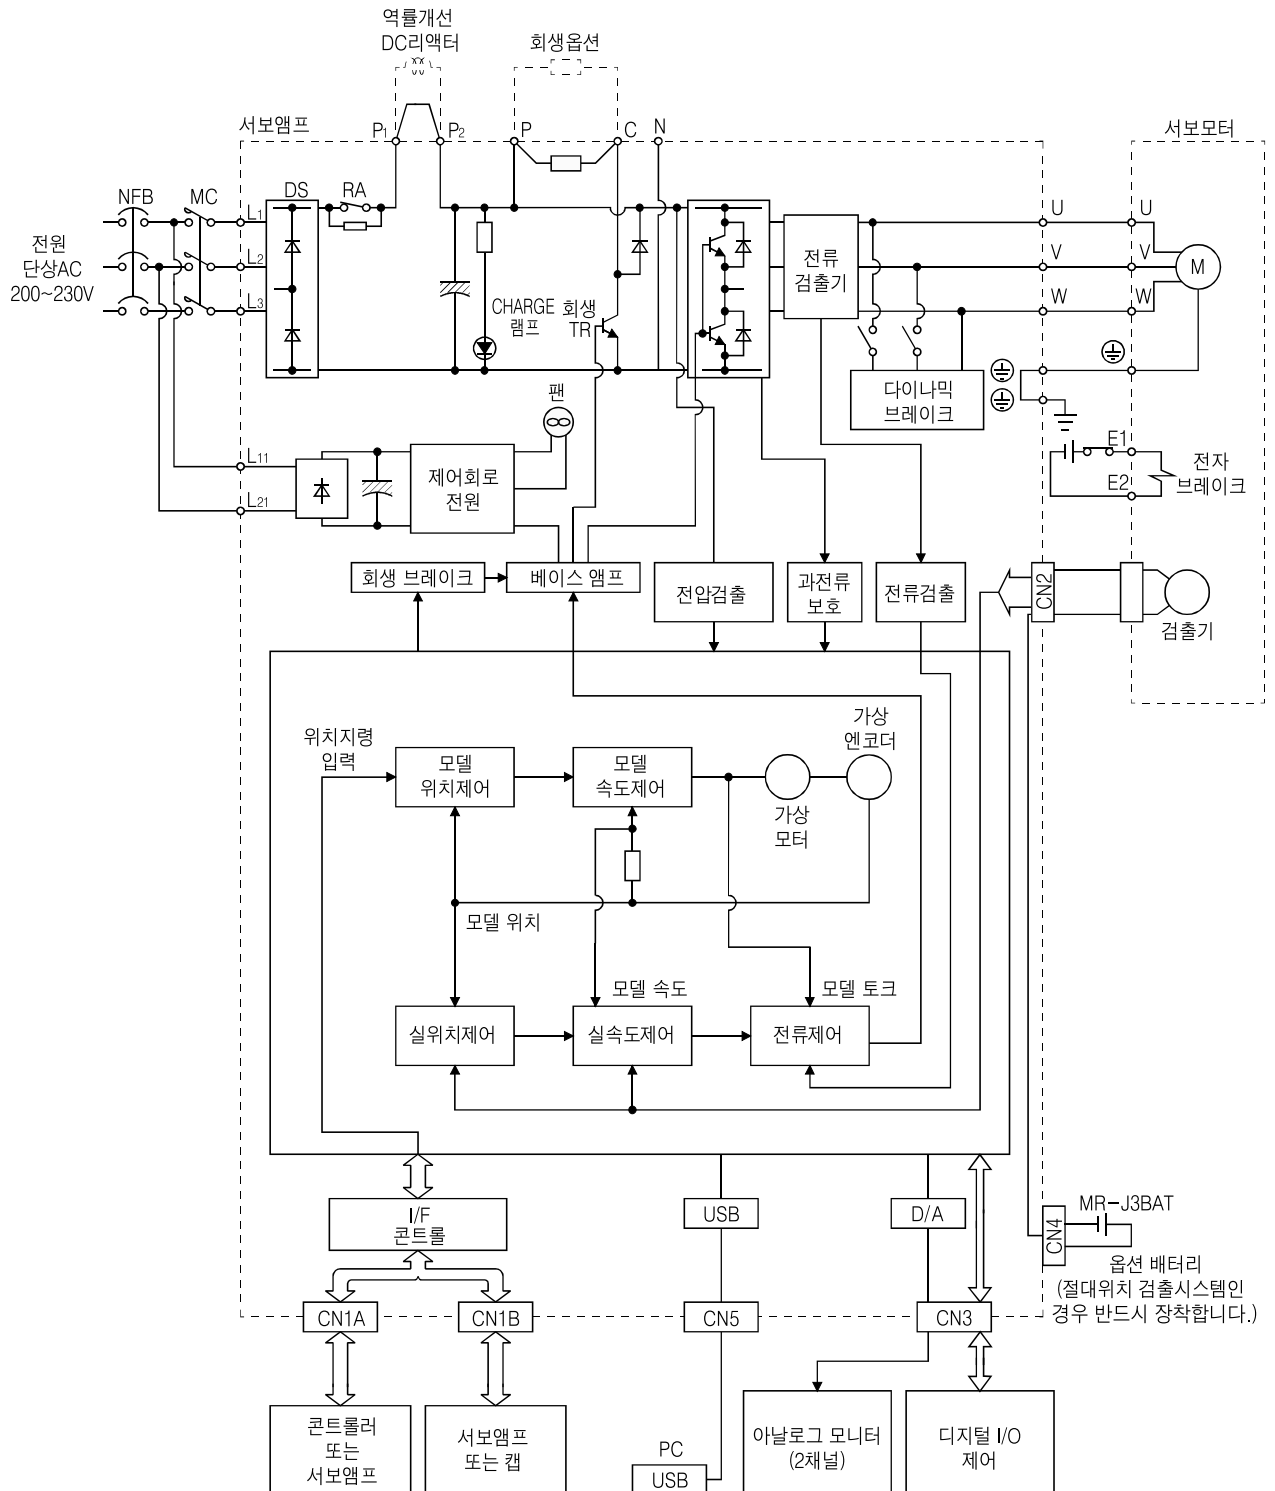 역률개선
DC리액터
회생옵션
서보앰프
P1
P2
P
C
N
서보모터
NFB
MC
DS
RA
L1
L2
L3
전원
단상AC
200~230V
CHARGE
램프
회생
TR
전류
검출기
U
V
W
U
V
W
M
다이나믹
브레이크
팬
L11
L21
제어회로
전원
E1
E2
전자
브레이크
회생 브레이크
베이스 앰프
전압검출
과전류
보호
전류검출
CN2
검출기
위치지령
입력
모델
위치제어
모델
속도제어
가상
엔코더
가상
모터
모델 위치
모델 속도
모델 토크
실위치제어
실속도제어
전류제어
I/F
콘트롤
USB
D/A
CN4
MR-J3BAT
옵션 배터리
(절대위치 검출시스템인
경우 반드시 장착합니다.)
CN1A
CN1B
CN5
CN3
콘트롤러
또는
서보앰프
서보앰프
또는 캡
PC
USB
아날로그 모니터
(2채널)
디지털 I/O
제어